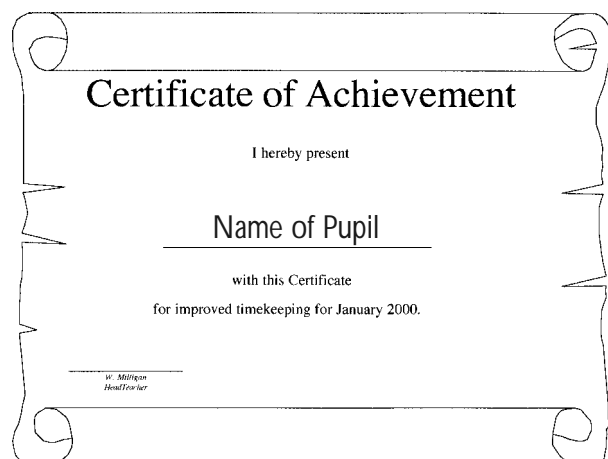 Certificate of Achievement
I hereby present
Name of Pupil
with this Certificate
for improved timekeeping for January 2000.
W. Milligan
HeadTeacher